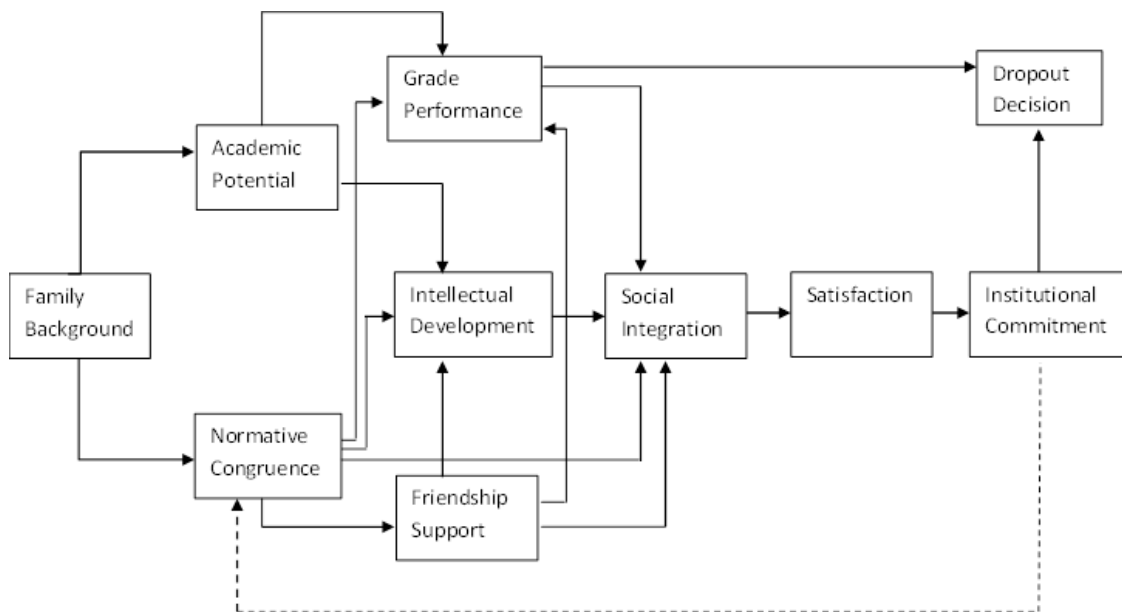 Grade
Performance
Dropout
Decision
Academic
Potential
Family
Background
Intellectual
Development
Social
Integration
Satisfaction
Institutional
Commitment
Normative
Congruence
Friendship
Support